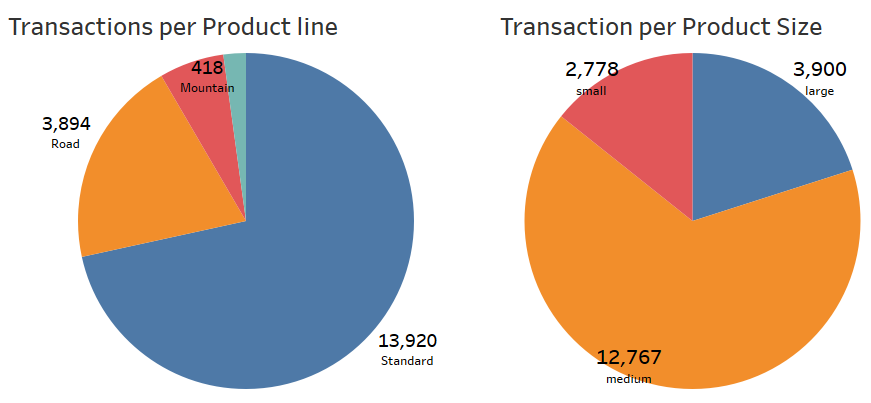 Transactions per Product line
418
Mountain
3,894
Road
13,920
Standard
Transaction per Product Size
2,778
small
3,900
large
12,767
medium